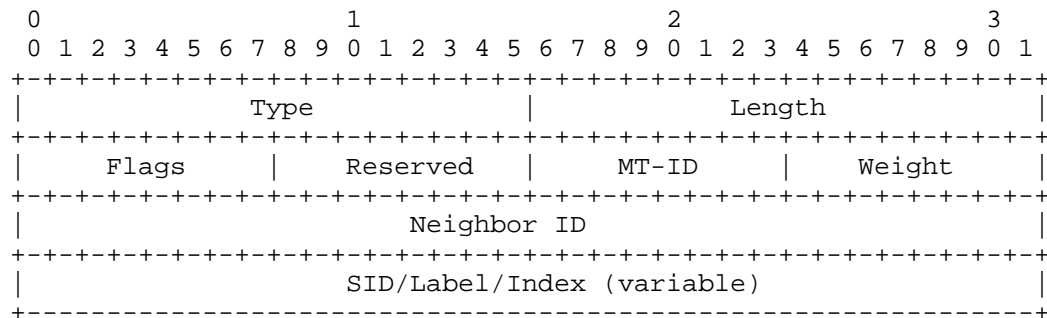 0                   1                   2                   3
 0 1 2 3 4 5 6 7 8 9 0 1 2 3 4 5 6 7 8 9 0 1 2 3 4 5 6 7 8 9 0 1
+-+-+-+-+-+-+-+-+-+-+-+-+-+-+-+-+-+-+-+-+-+-+-+-+-+-+-+-+-+-+-+-+
|              Type             |             Length            |
+-+-+-+-+-+-+-+-+-+-+-+-+-+-+-+-+-+-+-+-+-+-+-+-+-+-+-+-+-+-+-+-+
|     Flags     |    Reserved   |     MT-ID     |    Weight     |
+-+-+-+-+-+-+-+-+-+-+-+-+-+-+-+-+-+-+-+-+-+-+-+-+-+-+-+-+-+-+-+-+
|                        Neighbor ID                            |
+-+-+-+-+-+-+-+-+-+-+-+-+-+-+-+-+-+-+-+-+-+-+-+-+-+-+-+-+-+-+-+-+
|                    SID/Label/Index (variable)                 |
+---------------------------------------------------------------+